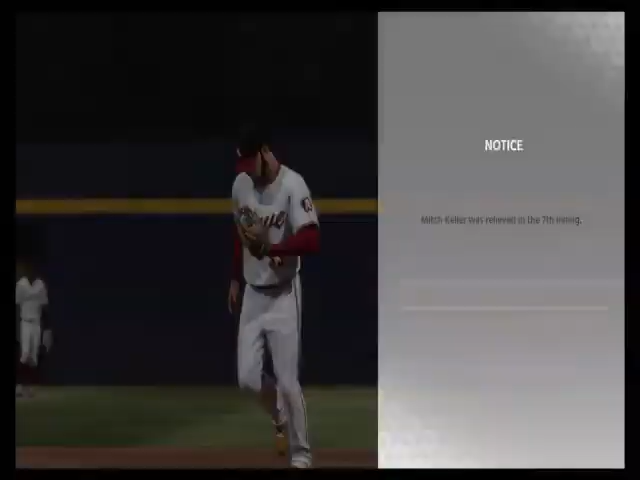 NOTICE
Mitch Keller was relieved in the 7th inning.